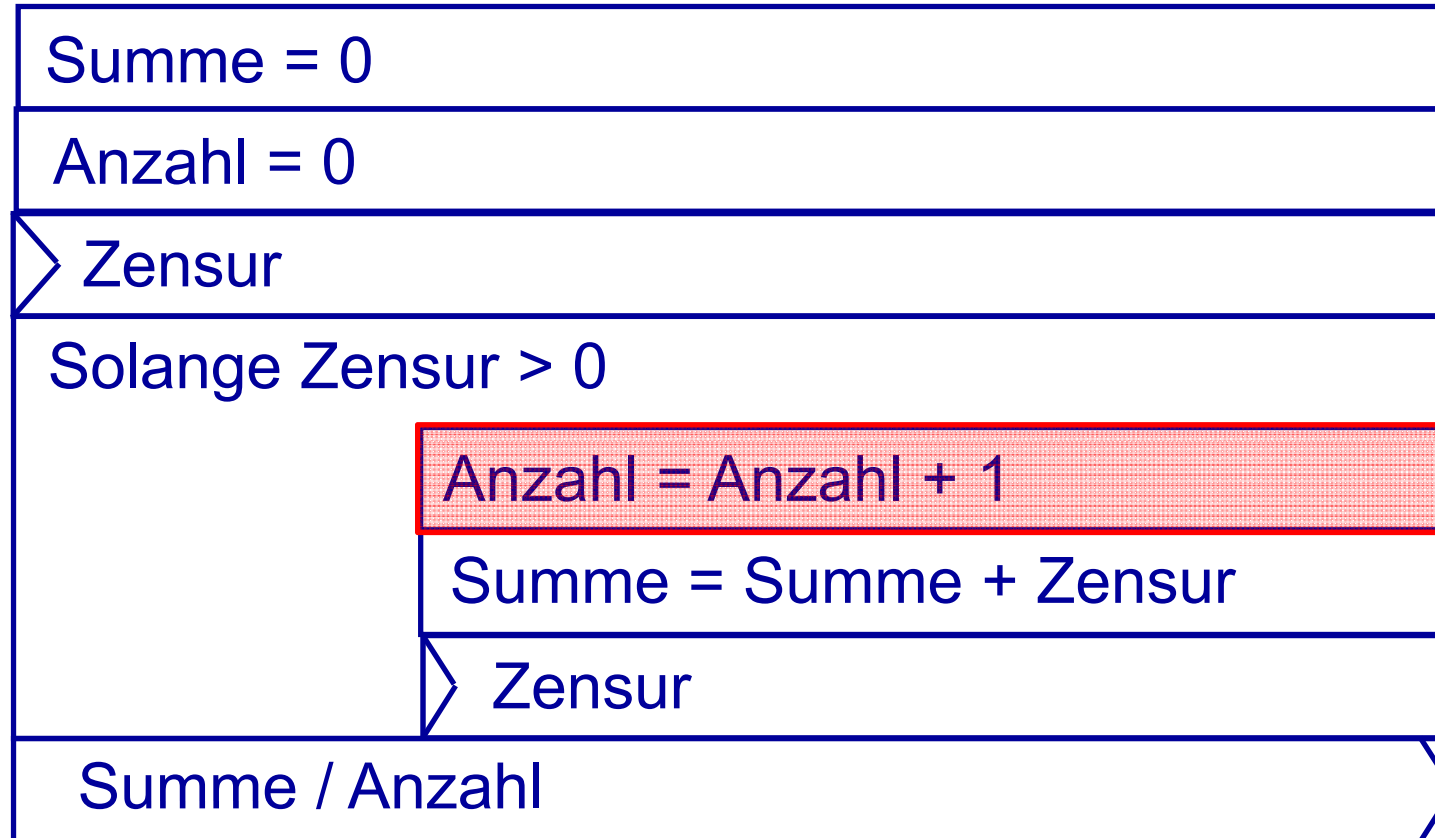 Summe = 0
Anzahl = 0
Zensur
Solange Zensur > 0
Anzahl = Anzahl + 1
Summe = Summe + Zensur
Zensur
Summe / Anzahl